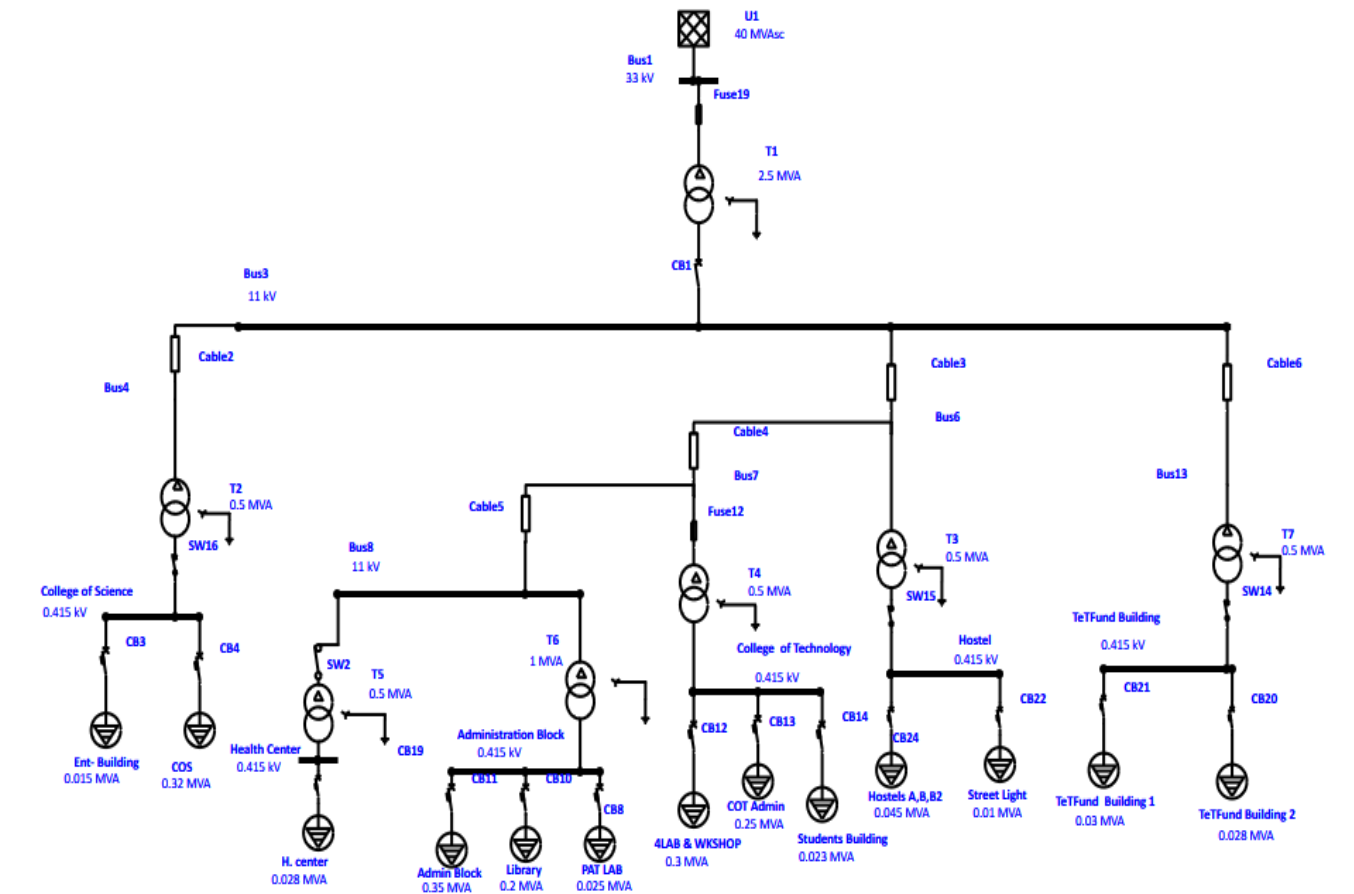 U1
40 MVAsc
Bus1
33 kV
Fuse19
T1
2.5 MVA
CB1
Bus3
11 kV
Cable2
Cable3
Cable6
Bus4
Bus6
Cable4
Bus7
Bus13
T2
0.5 MVA
Cable5
Fuse12
SW16
Bus8
11 kV
T3
0.5 MVA
T7
0.5 MVA
T4
0.5 MVA
SW15
SW14
College of Science
0.415 kV
TeTFund Building
0.415 kV
CB3
CB4
T6
1 MVA
Hostel
0.415 kV
College of Technology
0.415 kV
SW2
T5
0.5 MVA
CB21
CB20
CB22
CB12
CB13
CB14
CB24
Health Center
0.415 kV
CB19
Administration Block
0.415 kV
CB11
CB10
CB8
Ent- Building
0.015 MVA
COS
0.32 MVA
Hostels A,B,B2
0.045 MVA
Street Light
0.01 MVA
TeTFund Building 1
0.03 MVA
TeTFund Building 2
0.028 MVA
COT Admin
0.25 MVA
4LAB & WKSHOP
0.3 MVA
Students Building
0.023 MVA
H. center
0.028 MVA
Admin Block
0.35 MVA
Library
0.2 MVA
PAT LAB
0.025 MVA